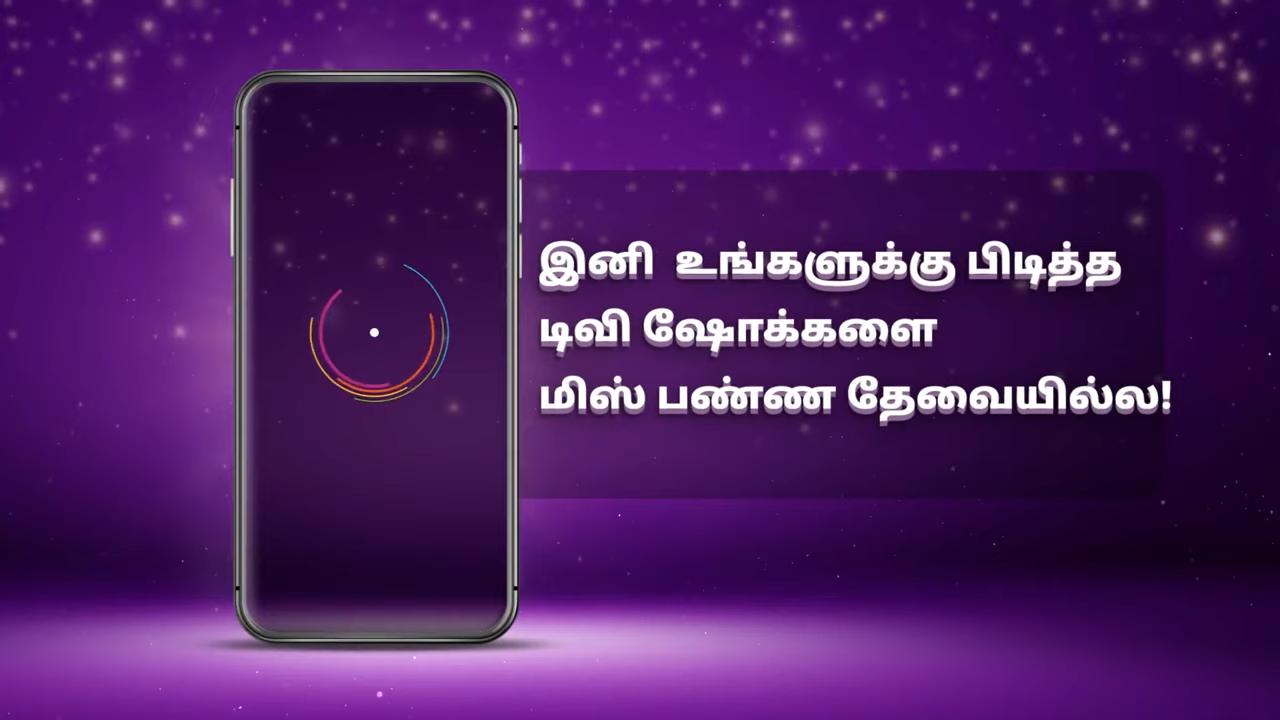 இனி உங்களுக்கு பிடித்த
டிவி ஷோக்களை
மிஸ் பண்ண தேவையில்ல!